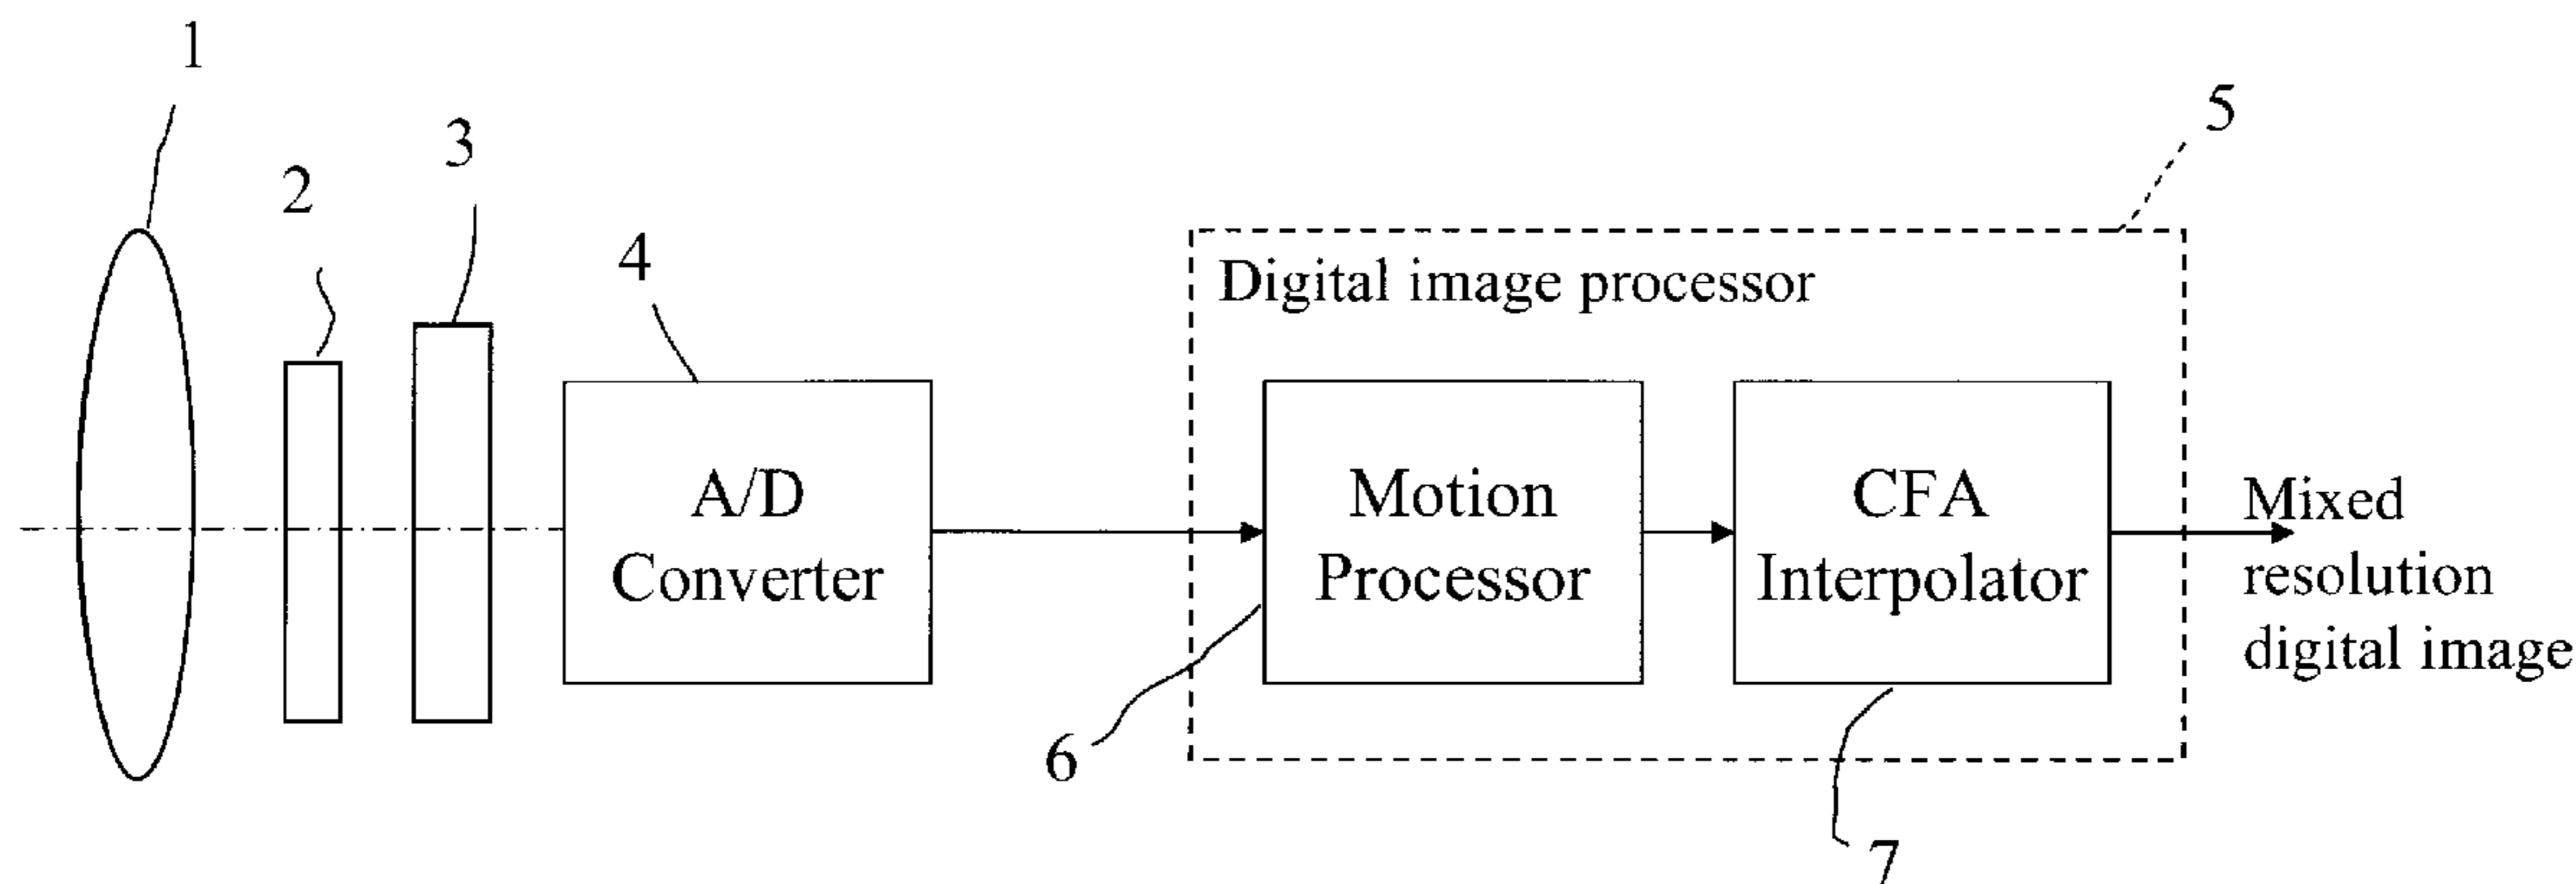 1
2
3
4
5
Digital image processor
A/D
Converter
Motion
Processor
CFA
Interpolator
Mixed
resolution
digital image
6
7